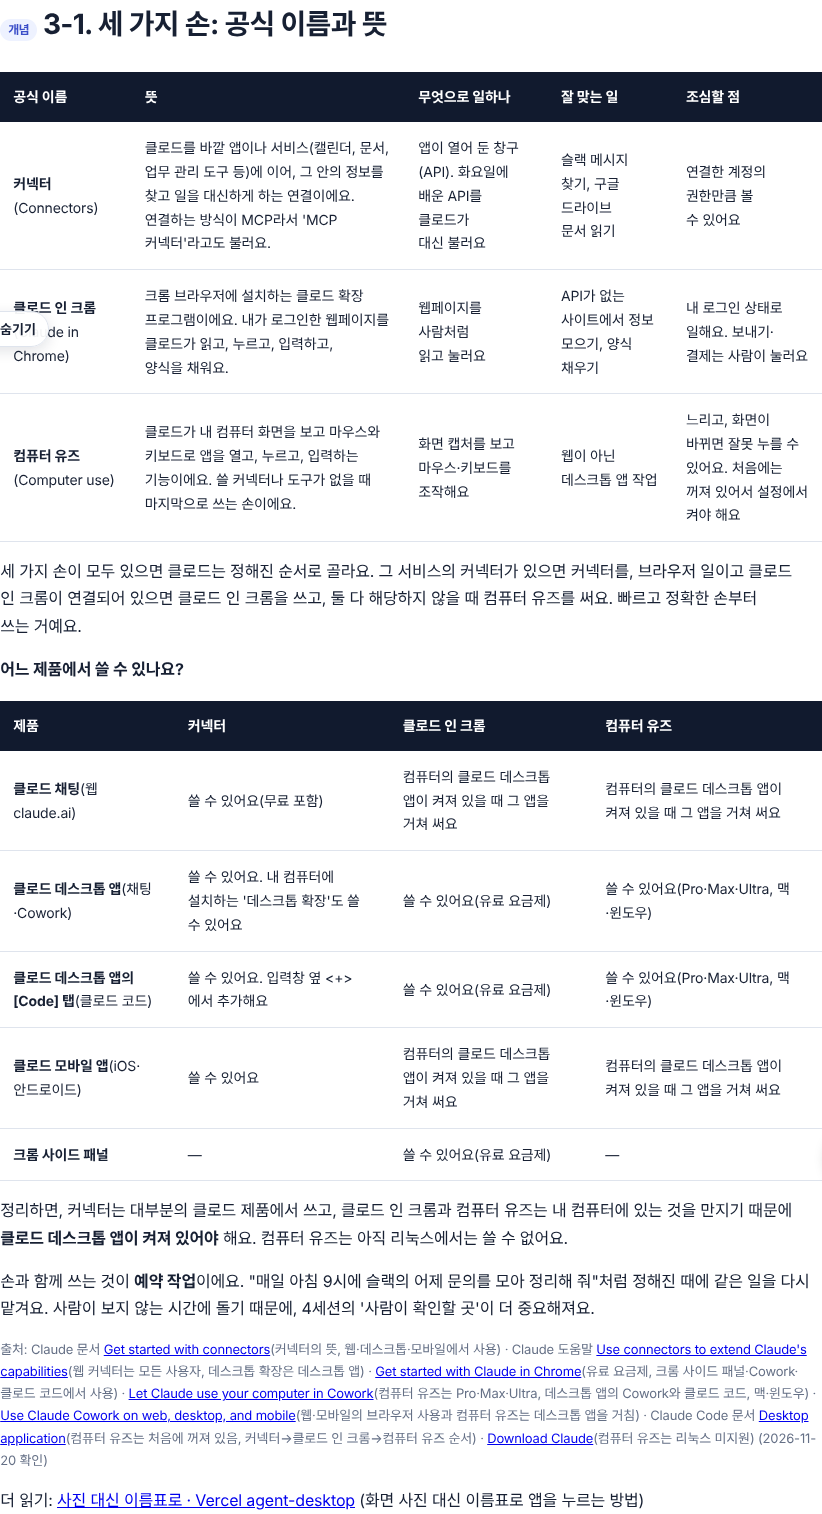 개념 3-1. 세 가지 손: 공식 이름과 뜻
공식 이름 뜻 무엇으로 일하나 잘 맞는 일 조심할 점
커넥터
(Connectors)
클로드를 바깥 앱이나 서비스(캘린더, 문서,
업무 관리 도구 등)에 이어, 그 안의 정보를
찾고 일을 대신하게 하는 연결이에요.
연결하는 방식이 MCP라서 'MCP
커넥터'라고도 불러요.
앱이 열어 둔 창구
(API). 화요일에
배운 API를
클로드가
대신 불러요
슬랙 메시지
찾기, 구글
드라이브
문서 읽기
연결한 계정의
권한만큼 볼
수 있어요
클로드 인 크롬
de in
Chrome)
숨기기
크롬 브라우저에 설치하는 클로드 확장
프로그램이에요. 내가 로그인한 웹페이지를
클로드가 읽고, 누르고, 입력하고,
양식을 채워요.
웹페이지를
사람처럼
읽고 눌러요
API가 없는
사이트에서 정보
모으기, 양식
채우기
내 로그인 상태로
일해요. 보내기·
결제는 사람이 눌러요
컴퓨터 유즈
(Computer use)
클로드가 내 컴퓨터 화면을 보고 마우스와
키보드로 앱을 열고, 누르고, 입력하는
기능이에요. 쓸 커넥터나 도구가 없을 때
마지막으로 쓰는 손이에요.
화면 캡처를 보고
마우스·키보드를
조작해요
웹이 아닌
데스크톱 앱 작업
느리고, 화면이
바뀌면 잘못 누를 수
있어요. 처음에는
꺼져 있어서 설정에서
켜야 해요
세 가지 손이 모두 있으면 클로드는 정해진 순서로 골라요. 그 서비스의 커넥터가 있으면 커넥터를, 브라우저 일이고 클로드
인 크롬이 연결되어 있으면 클로드 인 크롬을 쓰고, 둘 다 해당하지 않을 때 컴퓨터 유즈를 써요. 빠르고 정확한 손부터
쓰는 거예요.
어느 제품에서 쓸 수 있나요?
제품 커넥터 클로드 인 크롬 컴퓨터 유즈
클로드 채팅(웹
claude.ai)
쓸 수 있어요(무료 포함)
컴퓨터의 클로드 데스크톱
앱이 켜져 있을 때 그 앱을
거쳐 써요
컴퓨터의 클로드 데스크톱 앱이
켜져 있을 때 그 앱을 거쳐 써요
클로드 데스크톱 앱(채팅
·Cowork)
쓸 수 있어요. 내 컴퓨터에
설치하는 '데스크톱 확장'도 쓸
수 있어요
쓸 수 있어요(유료 요금제)
쓸 수 있어요(Pro·Max·Ultra, 맥
·윈도우)
클로드 데스크톱 앱의
[Code] 탭(클로드 코드)
쓸 수 있어요. 입력창 옆 <+>
에서 추가해요
쓸 수 있어요(유료 요금제)
쓸 수 있어요(Pro·Max·Ultra, 맥
·윈도우)
클로드 모바일 앱(iOS·
안드로이드)
쓸 수 있어요
컴퓨터의 클로드 데스크톱
앱이 켜져 있을 때 그 앱을
거쳐 써요
컴퓨터의 클로드 데스크톱 앱이
켜져 있을 때 그 앱을 거쳐 써요
크롬 사이드 패널 — 쓸 수 있어요(유료 요금제) —
정리하면, 커넥터는 대부분의 클로드 제품에서 쓰고, 클로드 인 크롬과 컴퓨터 유즈는 내 컴퓨터에 있는 것을 만지기 때문에
클로드 데스크톱 앱이 켜져 있어야 해요. 컴퓨터 유즈는 아직 리눅스에서는 쓸 수 없어요.
손과 함께 쓰는 것이 예약 작업이에요. "매일 아침 9시에 슬랙의 어제 문의를 모아 정리해 줘"처럼 정해진 때에 같은 일을 다시
맡겨요. 사람이 보지 않는 시간에 돌기 때문에, 4세션의 '사람이 확인할 곳'이 더 중요해져요.
출처: Claude 문서 Get started with connectors(커넥터의 뜻, 웹·데스크톱·모바일에서 사용) · Claude 도움말 Use connectors to extend Claude's
capabilities(웹 커넥터는 모든 사용자, 데스크톱 확장은 데스크톱 앱) · Get started with Claude in Chrome(유료 요금제, 크롬 사이드 패널·Cowork·
클로드 코드에서 사용) · Let Claude use your computer in Cowork(컴퓨터 유즈는 Pro·Max·Ultra, 데스크톱 앱의 Cowork와 클로드 코드, 맥·윈도우) ·
Use Claude Cowork on web, desktop, and mobile(웹·모바일의 브라우저 사용과 컴퓨터 유즈는 데스크톱 앱을 거침) · Claude Code 문서 Desktop
application(컴퓨터 유즈는 처음에 꺼져 있음, 커넥터→클로드 인 크롬→컴퓨터 유즈 순서) · Download Claude(컴퓨터 유즈는 리눅스 미지원) (2026-11-
20 확인)
더 읽기: 사진 대신 이름표로 · Vercel agent-desktop (화면 사진 대신 이름표로 앱을 누르는 방법)